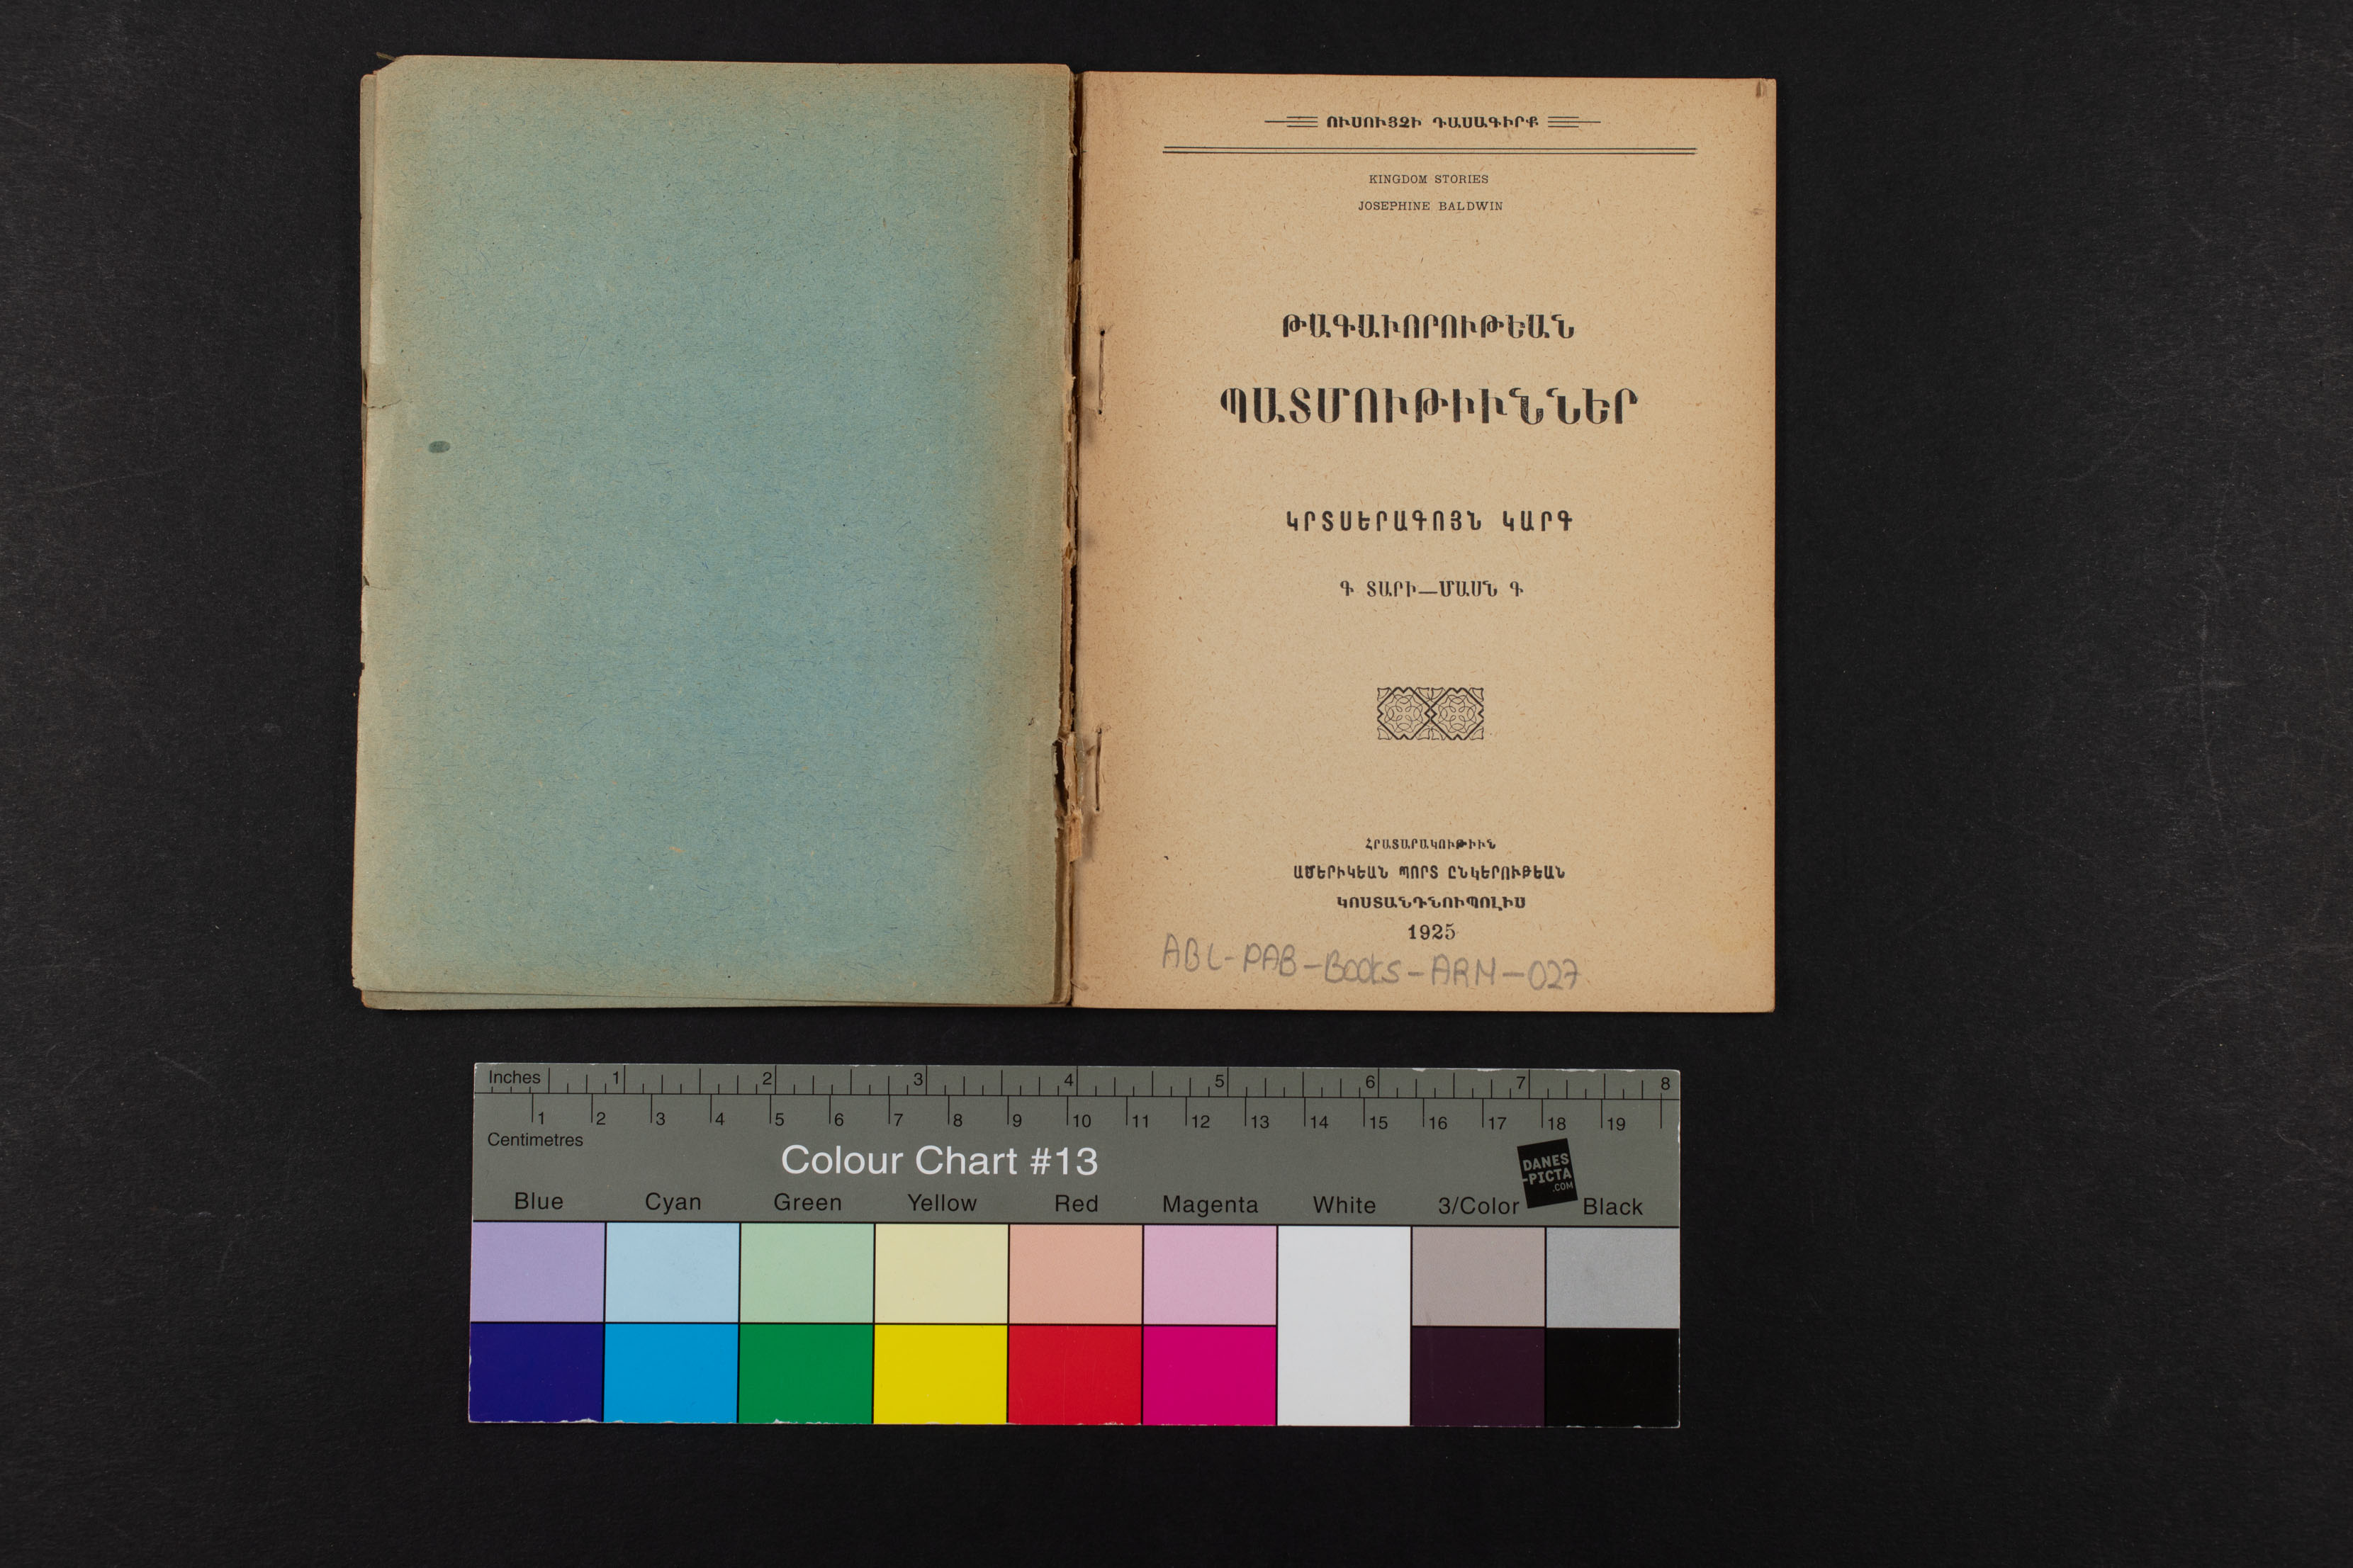 ՈՒՍՈՒՑՉԻ ԴԱՍԱԳԻՐՔ
KINGDOM STORIES
JOSEPHINE BALDWIN
ԹԱԳԱՒՈՐՈՒԹԵԱՆ
ՊԱՏՄՈՒԹԻՒՆՆԵՐ
ԿՐՏՍԵՐԱԳՈՅՆ ԿԱՐԳ
Գ ՏԱՐԻ—ՄԱՍՆ Գ
ՀՐԱՏԱՐԱԿՈՒԹԻՒՆ
ԱՄԵՐԻԿԵԱՆ ՊՈՐՏ ԸՆԿԵՐՈՒԹԵԱՆ
ԿՈՍՏԱՆԴՆՈՒՊՈԼԻՍ
1925
ABL-PAB-Books-ARM-027
Inches 1 2 3 4 5 6 7 8
1 2 3 4 5 6 7 8 9 10 11 12 13 14 15 16 17 18 19
Centimetres
Colour Chart #13
DANES
-PICTA
.COM
Blue Cyan Green Yellow Red Magenta White 3/Color Black